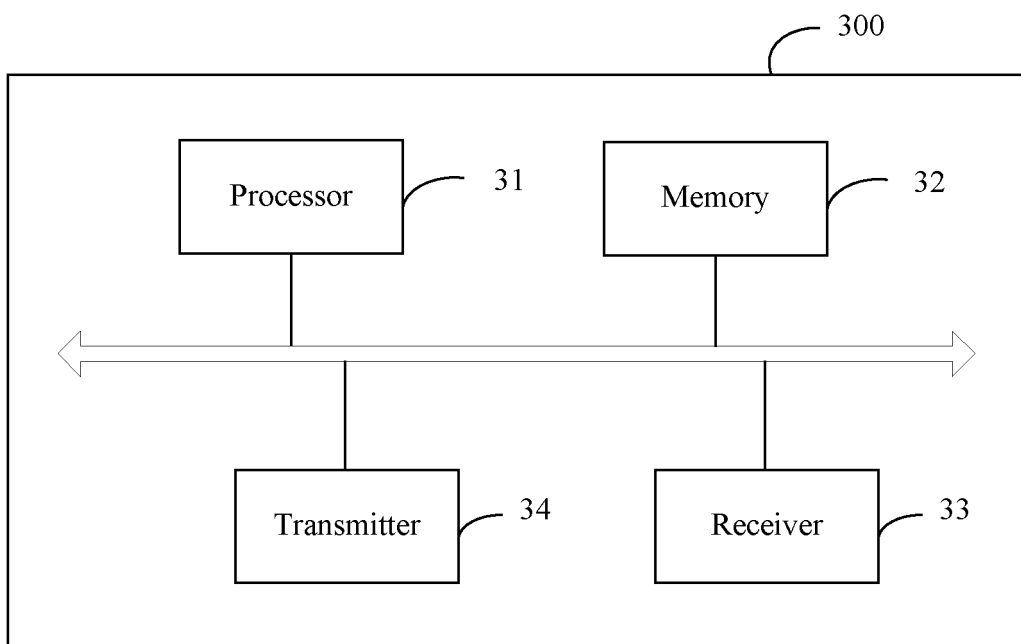 300
Processor
31
Memory
32
Transmitter
34
Receiver
33